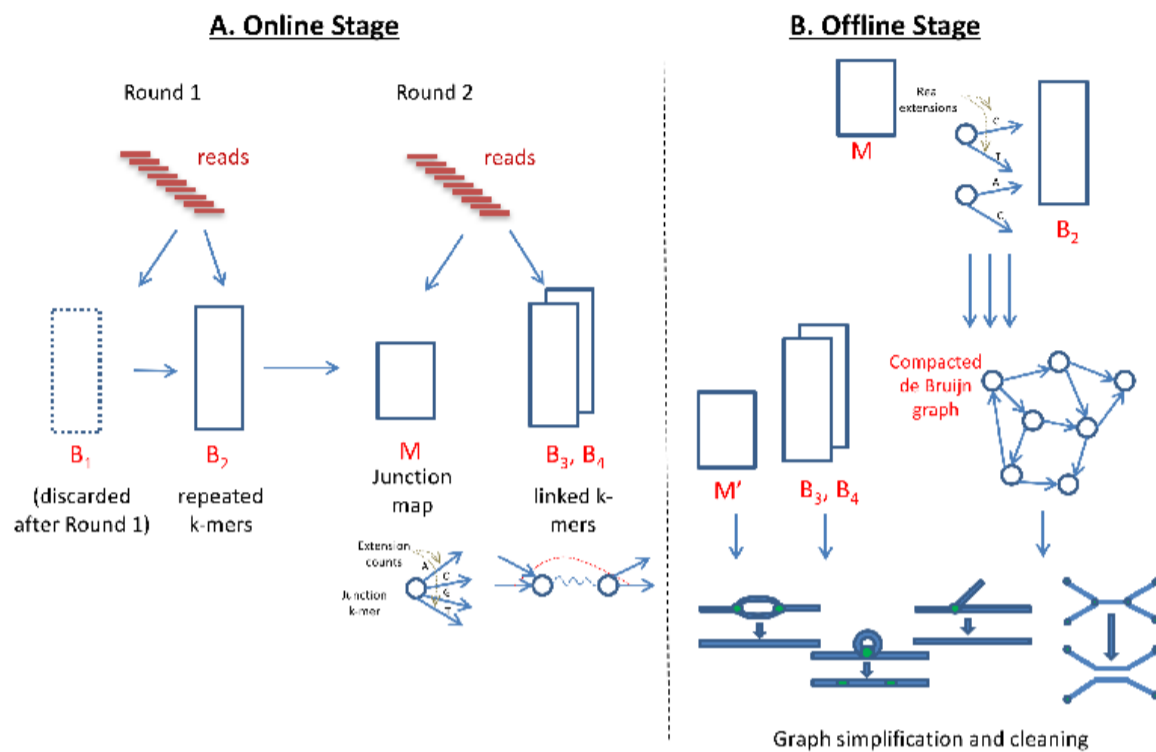 A. Online Stage
Round 1
Round 2
reads
reads
B₁
(discarded
after Round 1)
B₂
repeated
k-mers
M
Junction
map
B₃, B₄
linked k-
mers
Extension
counts
Junction
k-mer
A
C
G
T
B. Offline Stage
M
Rea
extensions
C
T
A
C
B₂
Compacted
de Bruijn
graph
M'
B₃, B₄
Graph simplification and cleaning